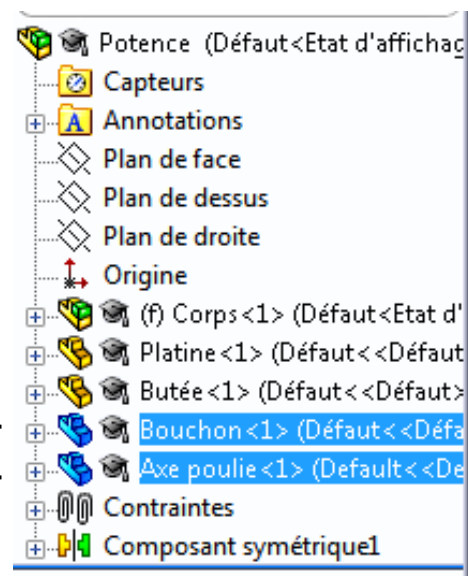 Potence (Défaut<Etat d'affichag
Capteurs
Annotations
Plan de face
Plan de dessus
Plan de droite
Origine
(f) Corps<1> (Défaut<Etat d'
Platine<1> (Défaut<<Défaut
Butée<1> (Défaut<<Défaut>
Bouchon<1> (Défaut<<Défa
Axe poulie<1> (Default<<De
Contraintes
Composant symétrique1